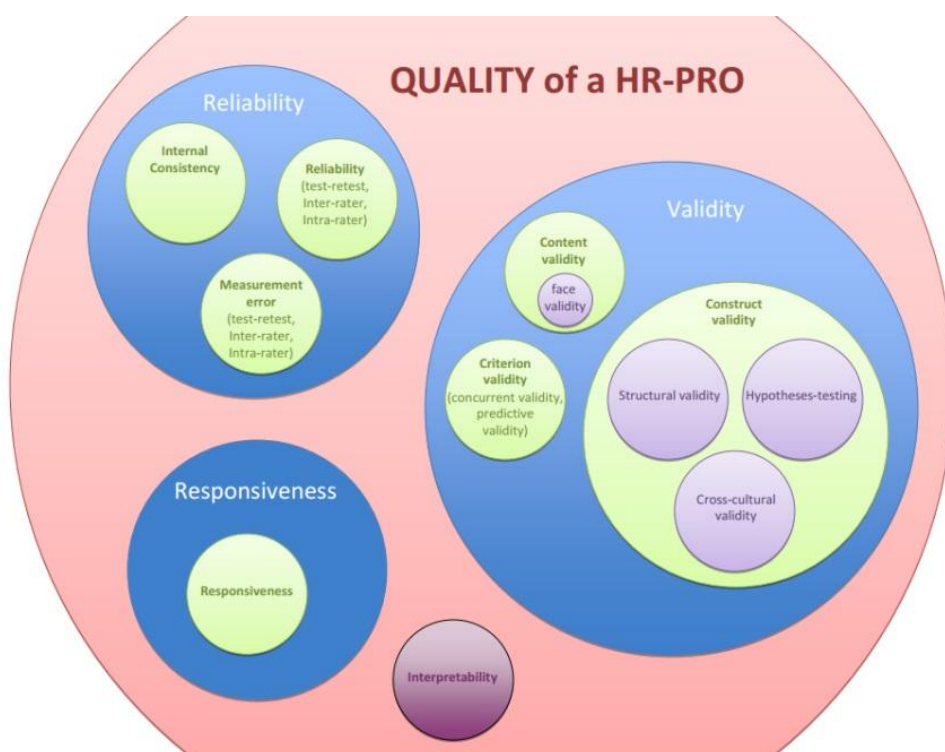 QUALITY of a HR-PRO
Reliability
Internal
Consistency
Reliability
(test-retest,
Inter-rater,
Intra-rater)
Measurement
error
(test-retest,
Inter-rater,
Intra-rater)
Validity
Content
validity
face
validity
Criterion
validity
(concurrent validity,
predictive
validity)
Construct
validity
Structural validity
Hypotheses-testing
Cross-cultural
validity
Responsiveness
Responsiveness
Interpretability